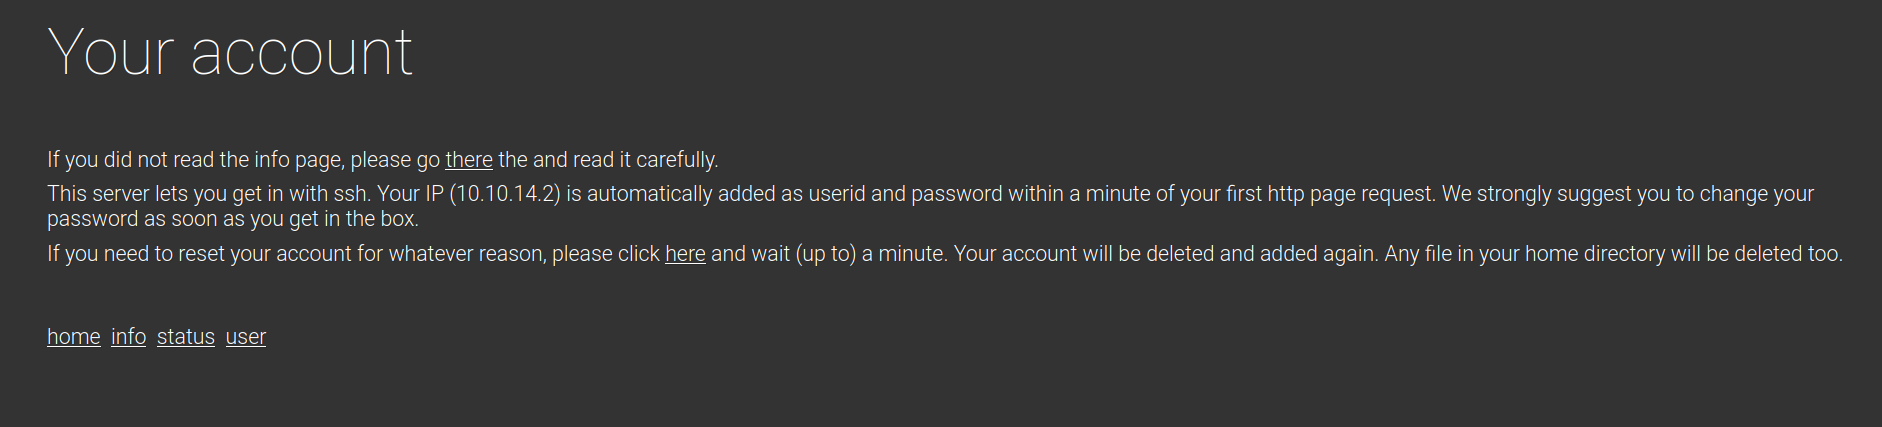 Your account
If you did not read the info page, please go there the and read it carefully.
This server lets you get in with ssh. Your IP (10.10.14.2) is automatically added as userid and password within a minute of your first http page request. We strongly suggest you to change your
password as soon as you get in the box.
If you need to reset your account for whatever reason, please click here and wait (up to) a minute. Your account will be deleted and added again. Any file in your home directory will be deleted too.
home info status user